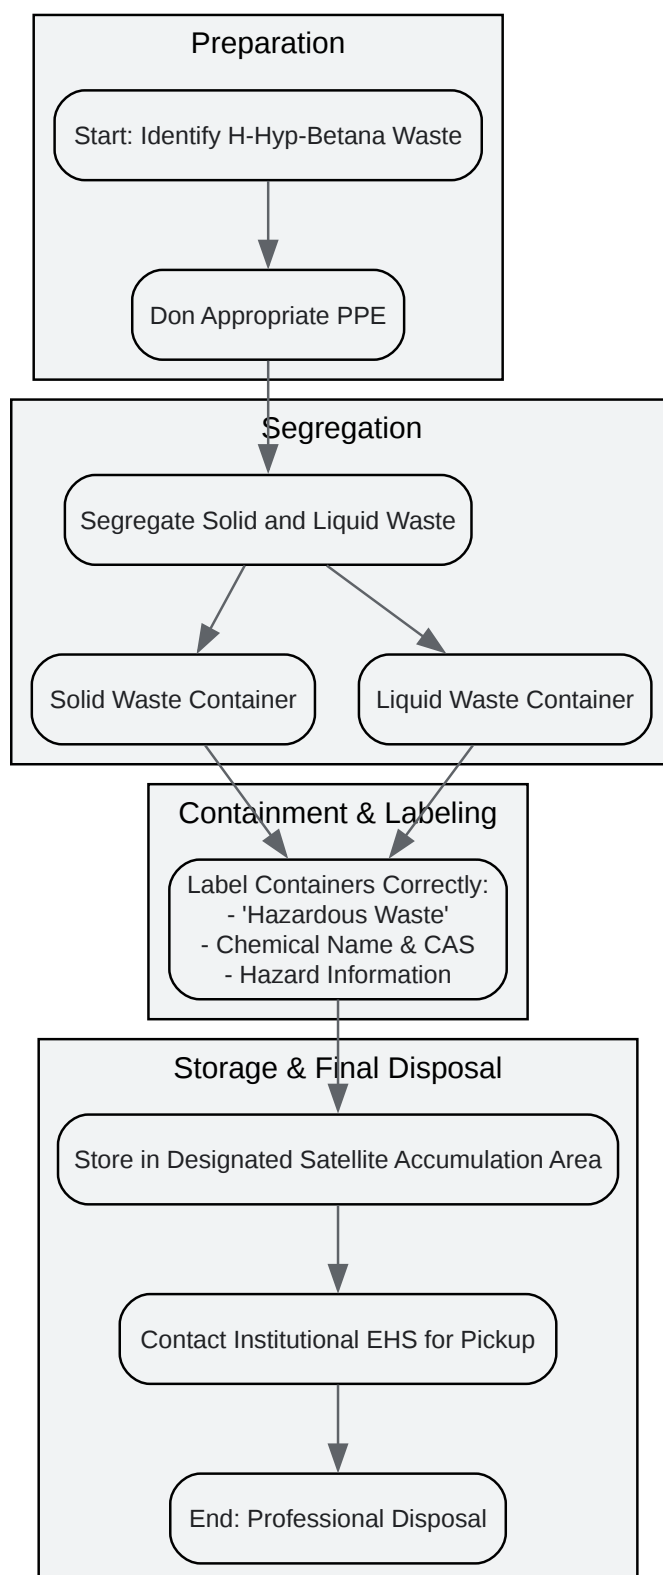 Preparation
Start: Identify H-Hyp-Betana Waste
Don Appropriate PPE
Segregation
Segregate Solid and Liquid Waste
Solid Waste Container
Liquid Waste Container
Containment & Labeling
Label Containers Correctly:
- 'Hazardous Waste'
- Chemical Name & CAS
- Hazard Information
Storage & Final Disposal
Store in Designated Satellite Accumulation Area
Contact Institutional EHS for Pickup
End: Professional Disposal